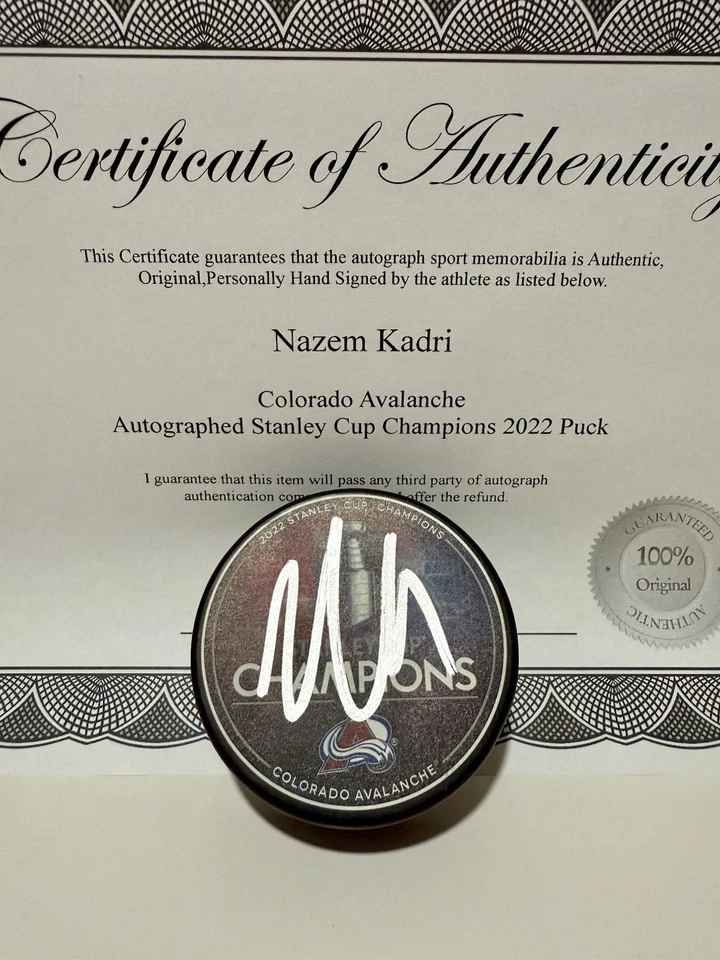 Certificate of Authenticity
This Certificate guarantees that the autograph sport memorabilia is Authentic,
Original,Personally Hand Signed by the athlete as listed below.
Nazem Kadri
Colorado Avalanche
Autographed Stanley Cup Champions 2022 Puck
I guarantee that this item will pass any third party of autograph
authentication offer the refund.
GUARANTEED
100%
Original
AUTHENTIC
2022 STANLEY CUP® CHAMPIONS
STANLEY CUP®
CHAMPIONS
COLORADO AVALANCHE®